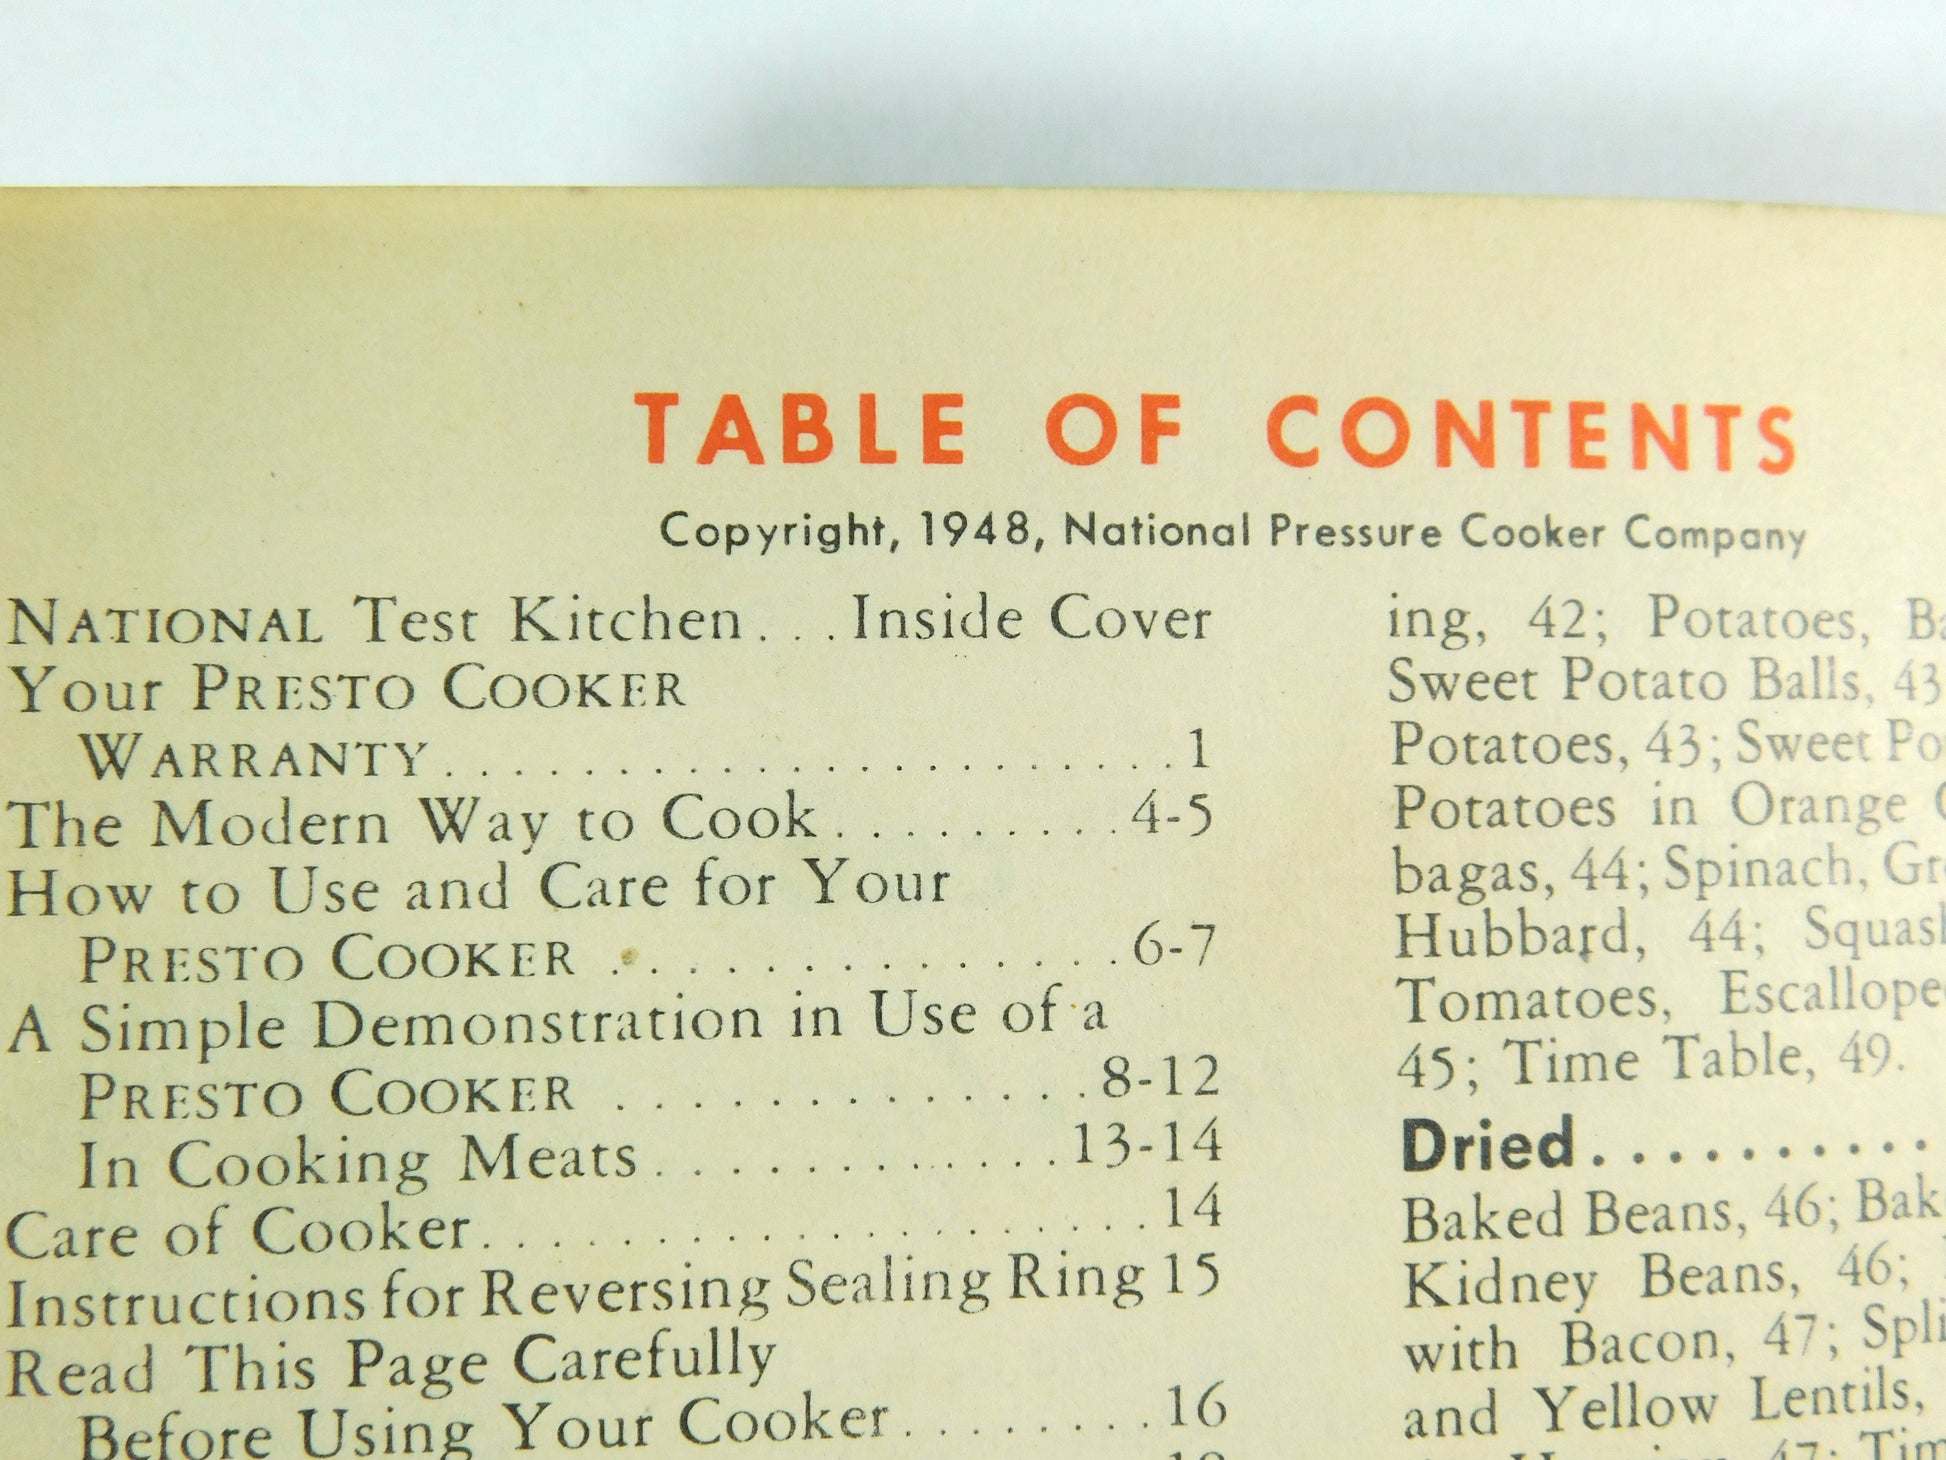 TABLE OF CONTENTS
Copyright, 1948, National Pressure Cooker Company
NATIONAL Test Kitchen. . . Inside Cover
Your PRESTO COOKER
WARRANTY . . . . . . . . . . . . . . . . . . . . . . 1
The Modern Way to Cook . . . . . . . . . 4-5
How to Use and Care for Your
PRESTO COOKER . . . . . . . . . . . . . . 6-7
A Simple Demonstration in Use of a
PRESTO COOKER . . . . . . . . . . . . . 8-12
In Cooking Meats . . . . . . . . . . . . 13-14
Care of Cooker . . . . . . . . . . . . . . . . . . 14
Instructions for Reversing Sealing Ring 15
Read This Page Carefully
Before Using Your Cooker . . . . . . . . 16
ing, 42; Potatoes,
Sweet Potato Balls, 43
Potatoes, 43; Sweet
Potatoes in Orange
bagas, 44; Spinach,
Hubbard, 44;
Tomatoes,
45; Time Table, 49.
Dried . . . . . . . . . .
Baked Beans, 46;
Kidney Beans, 46;
with Bacon, 47;
and Yellow Lentils,
47;